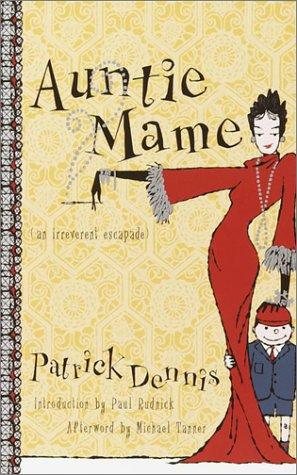 Auntie
Mame
(an irreverent escapade)
Patrick Dennis
Introduction by Paul Rudnick
Afterword by Michael Tanner